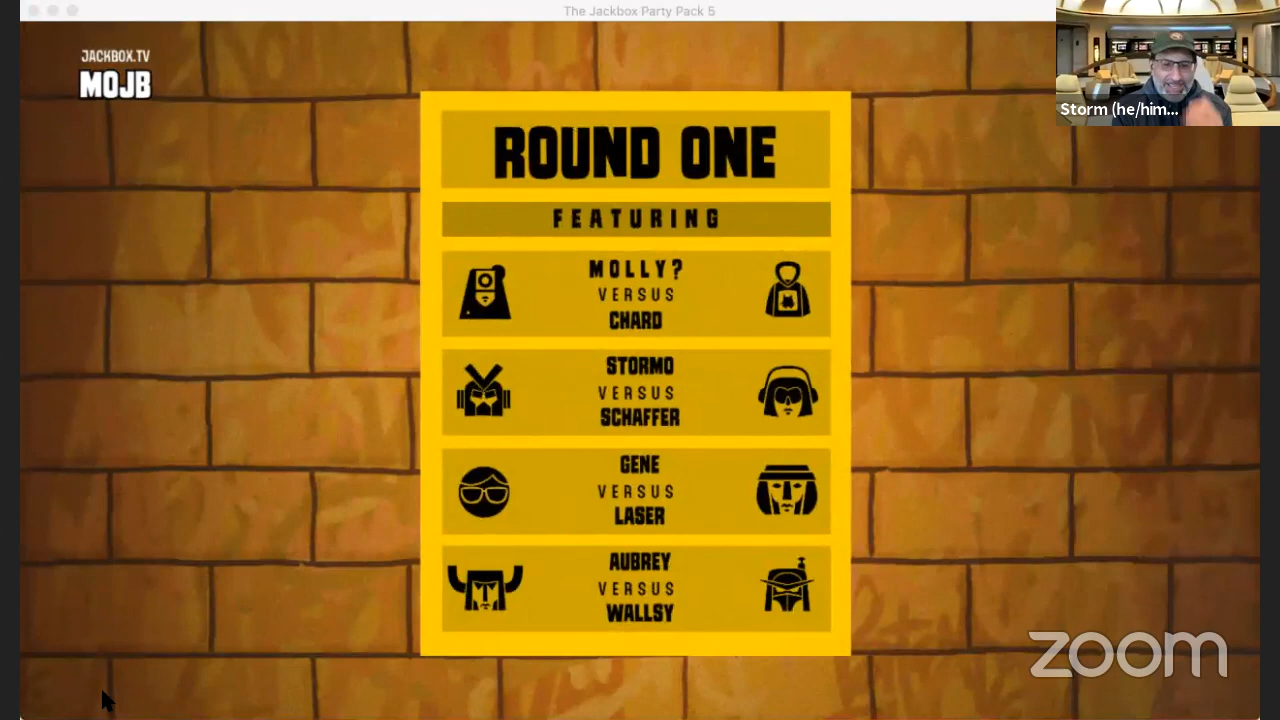 The Jackbox Party Pack 5
JACKBOX.TV
MOJB
Storm (he/him...
ROUND ONE
FEATURING
MOLLY?
VERSUS
CHARD
STORMO
VERSUS
SCHAFFER
GENE
VERSUS
LASER
AUBREY
VERSUS
WALLSY
zoom